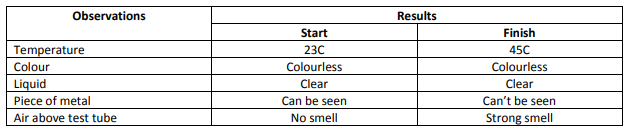 Observations Results
Start Finish
Temperature 23C 45C
Colour Colourless Colourless
Liquid Clear Clear
Piece of metal Can be seen Can’t be seen
Air above test tube No smell Strong smell